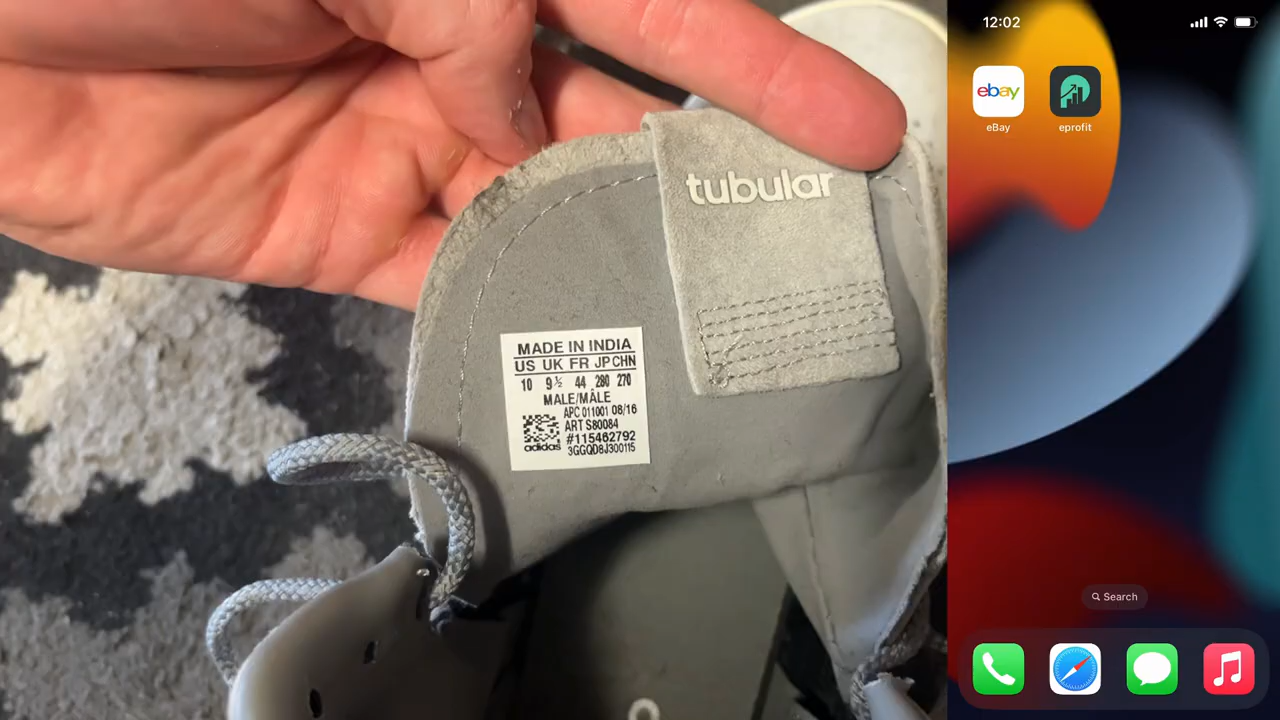 tubular
MADE IN INDIA
US UK FR JP CHN
10 9½ 44 280 270
MALE/MÂLE
APC 011001 08/16
ART S80084
#115462792
3GGQD8J300115
adidas
12:02
ebay
eBay
eprofit
Search